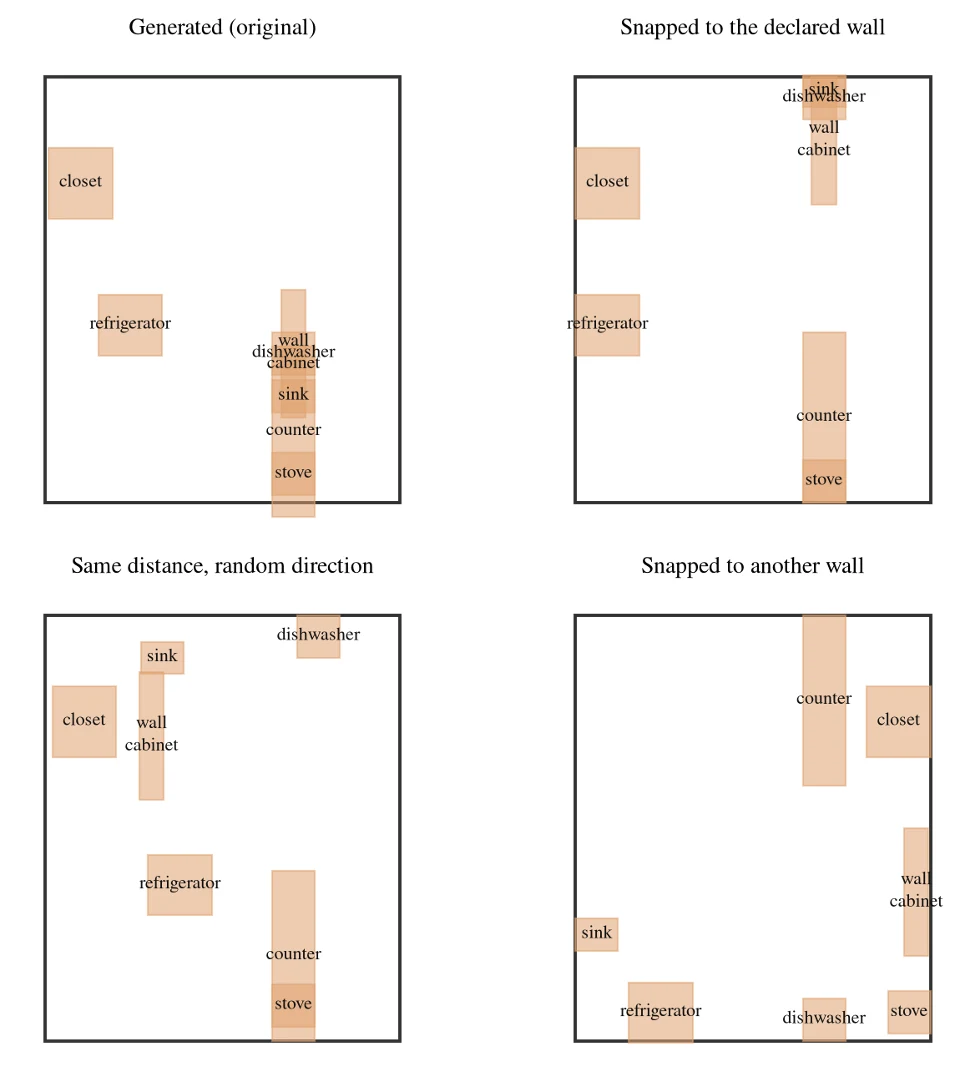 Generated (original)
closet
refrigerator
wall
dishwasher
cabinet
sink
counter
stove
Snapped to the declared wall
sink
dishwasher
wall
cabinet
closet
refrigerator
counter
stove
Same distance, random direction
dishwasher
sink
closet
wall
cabinet
refrigerator
counter
stove
Snapped to another wall
counter
closet
wall
cabinet
sink
refrigerator
dishwasher
stove